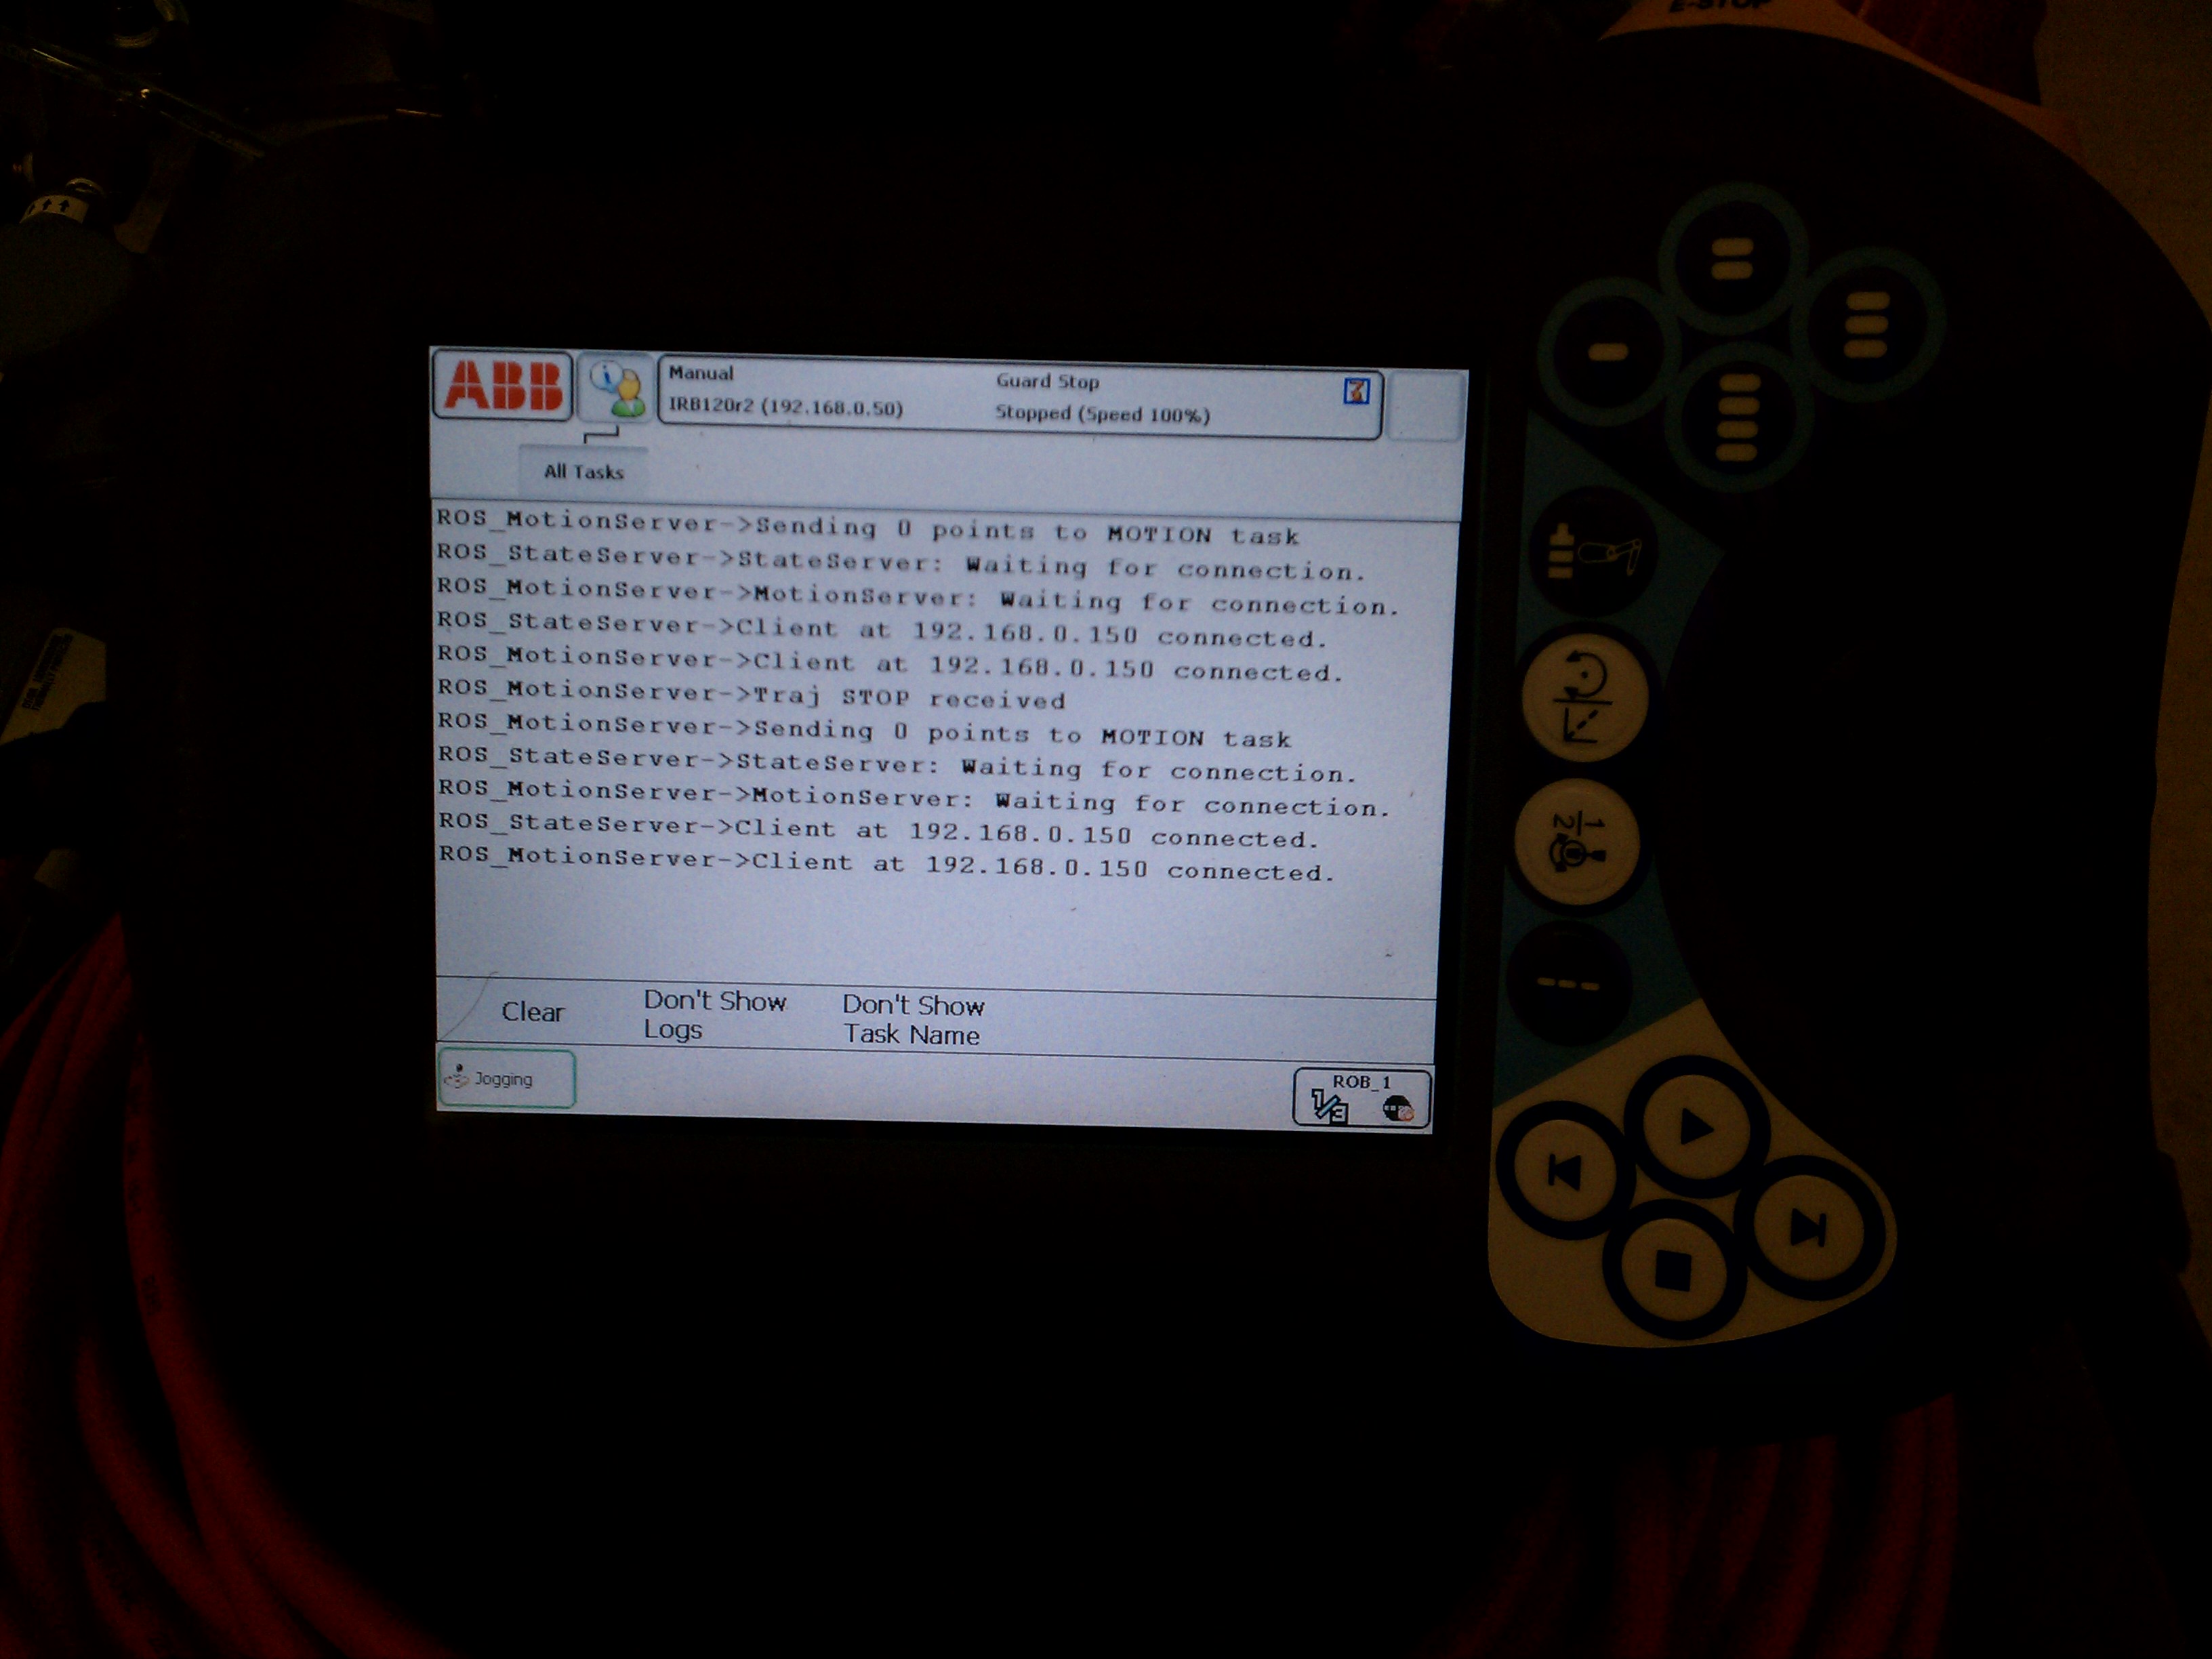 E-STOP
ABB
Manual
IRB120r2 (192.168.0.50)
Guard Stop
Stopped (Speed 100%)
All Tasks
ROS_MotionServer->Sending 0 points to MOTION task
ROS_StateServer->StateServer: Waiting for connection.
ROS_MotionServer->MotionServer: Waiting for connection.
ROS_StateServer->Client at 192.168.0.150 connected.
ROS_MotionServer->Client at 192.168.0.150 connected.
ROS_MotionServer->Traj STOP received
ROS_MotionServer->Sending 0 points to MOTION task
ROS_StateServer->StateServer: Waiting for connection.
ROS_MotionServer->MotionServer: Waiting for connection.
ROS_StateServer->Client at 192.168.0.150 connected.
ROS_MotionServer->Client at 192.168.0.150 connected.
Clear
Don't Show
Logs
Don't Show
Task Name
Jogging
ROB_1
1/3
1/2